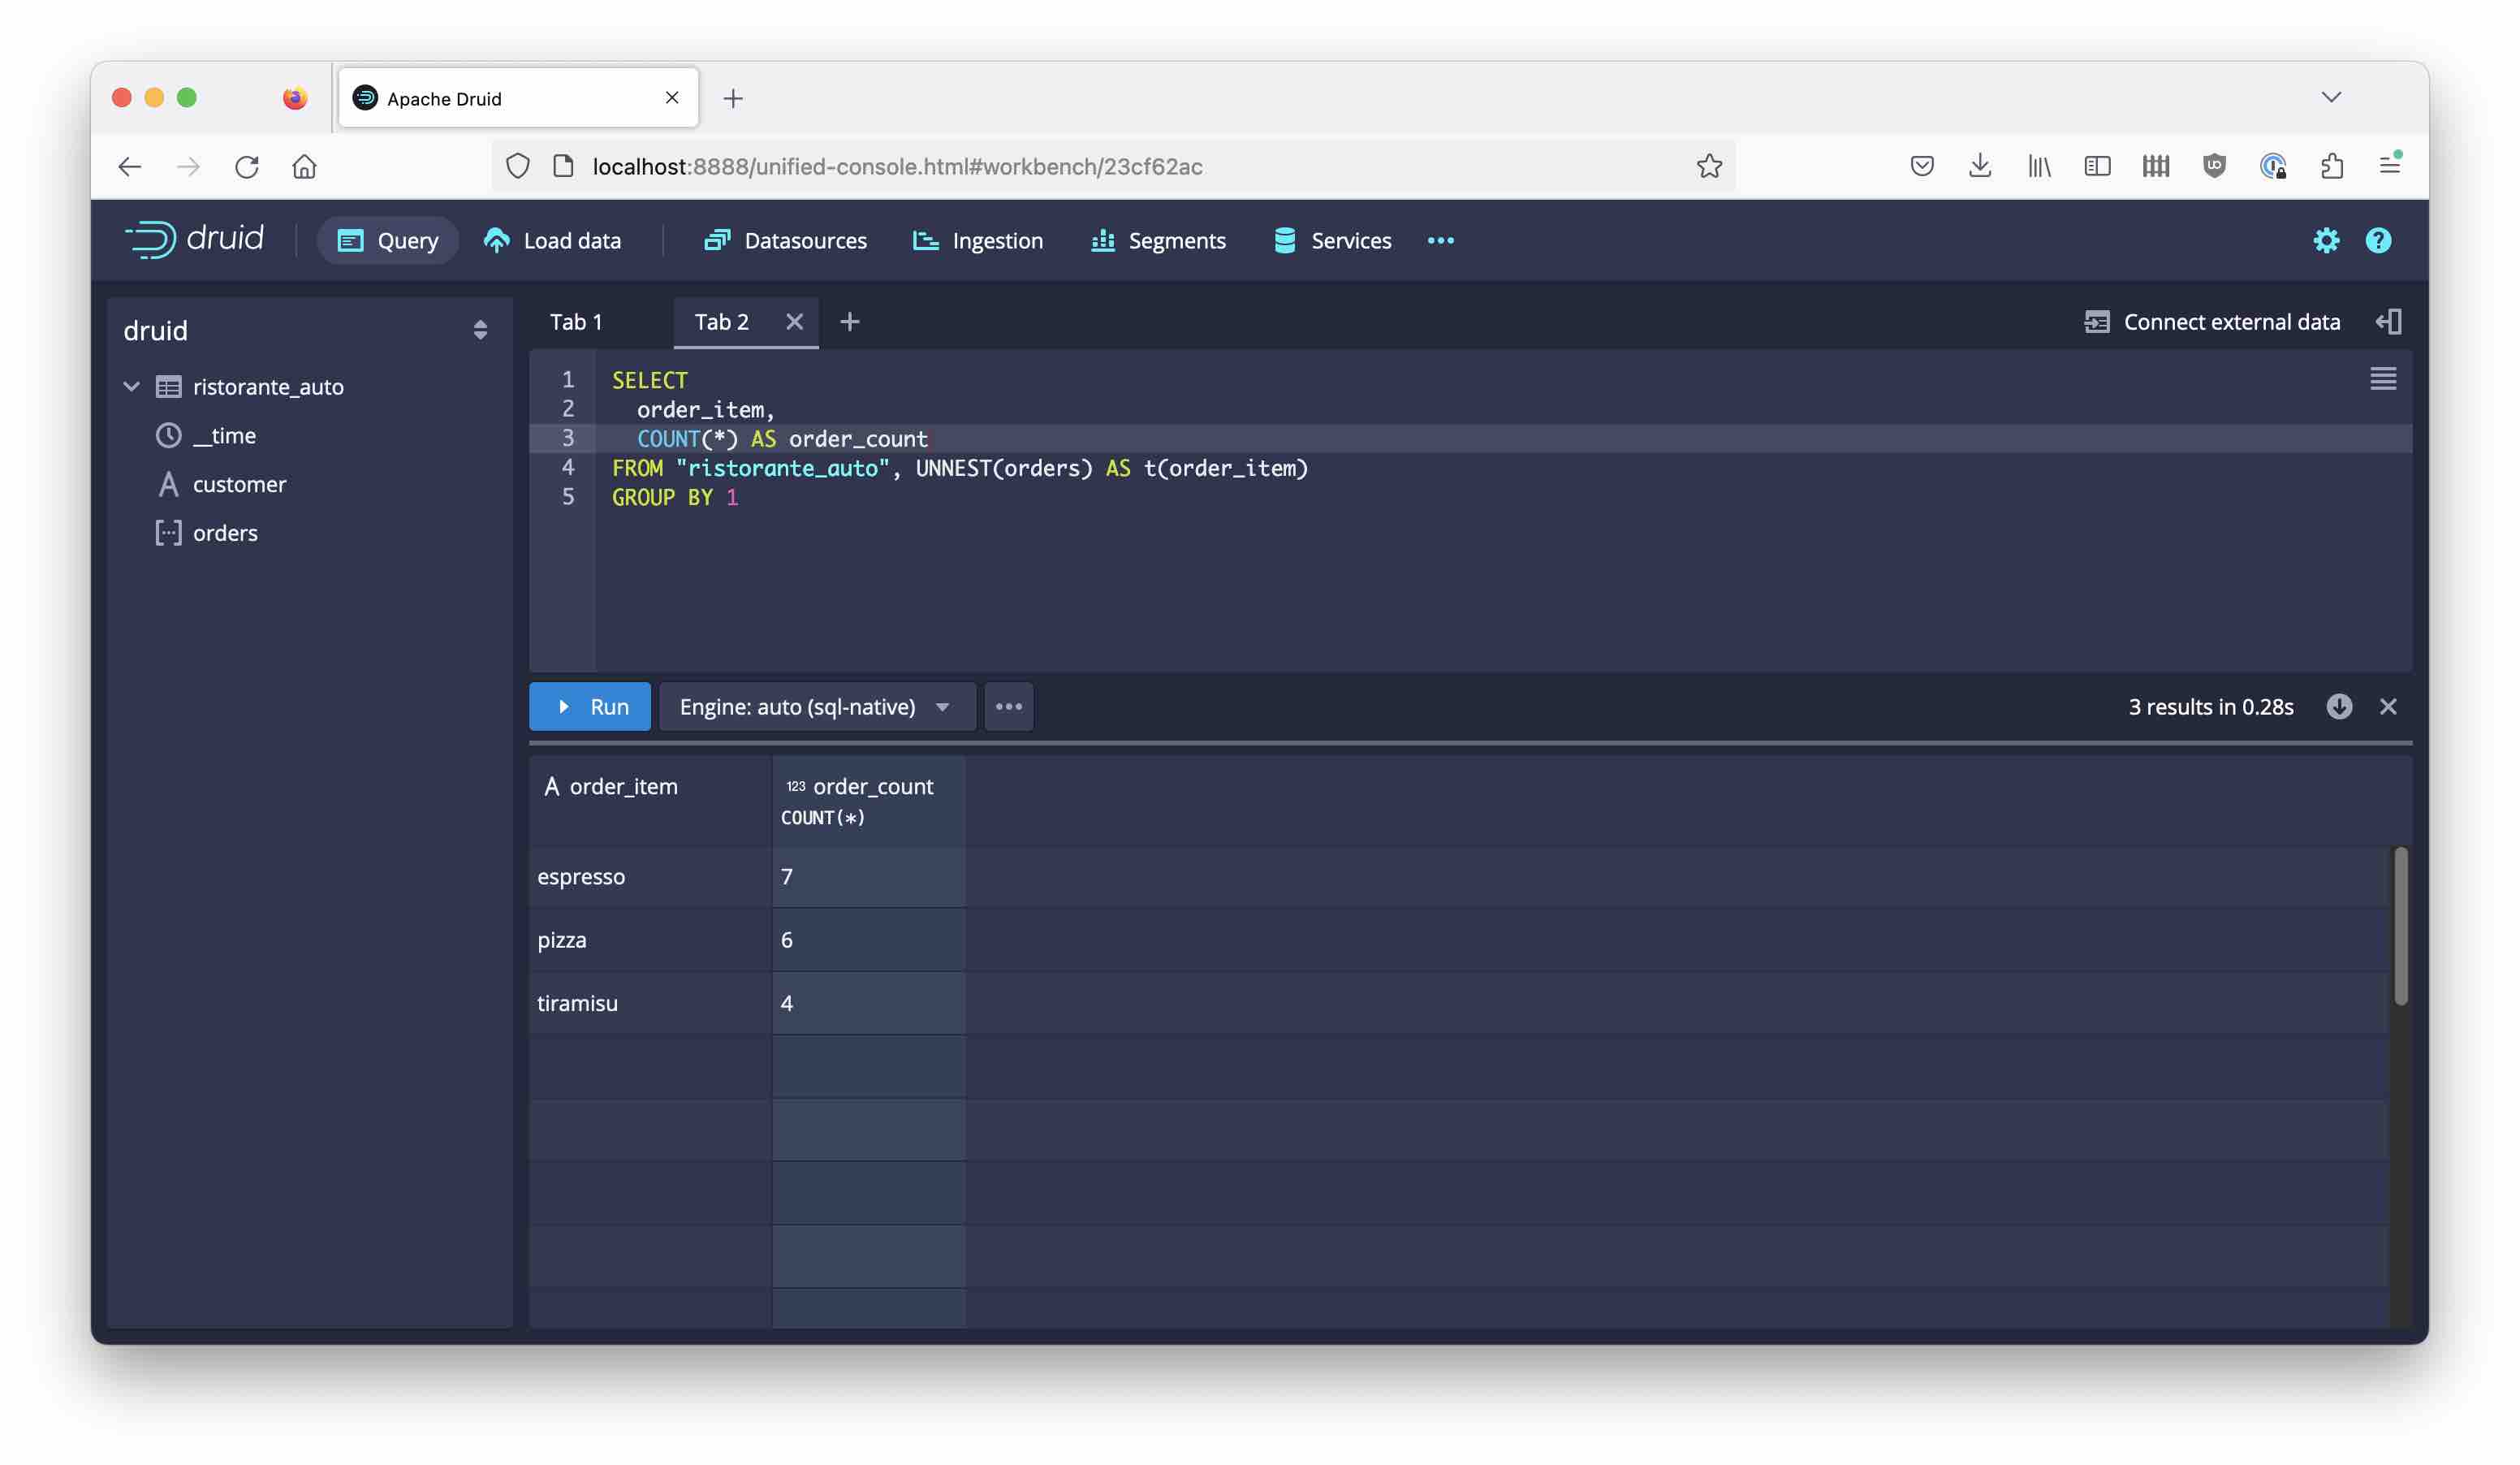 Apache Druid
localhost:8888/unified-console.html#workbench/23cf62ac
druid
Query
Load data
Datasources
Ingestion
Segments
Services
druid
ristorante_auto
__time
customer
orders
Tab 1
Tab 2
Connect external data
1 SELECT
2 order_item,
3 COUNT(*) AS order_count
4 FROM "ristorante_auto", UNNEST(orders) AS t(order_item)
5 GROUP BY 1
Run
Engine: auto (sql-native)
3 results in 0.28s
A order_item
123 order_count
COUNT(*)
espresso 7
pizza 6
tiramisu 4